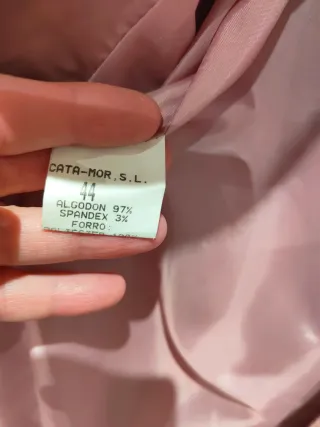 CATA-MOR,S.L.
44
ALGODON 97%
SPANDEX 3%
FORRO: